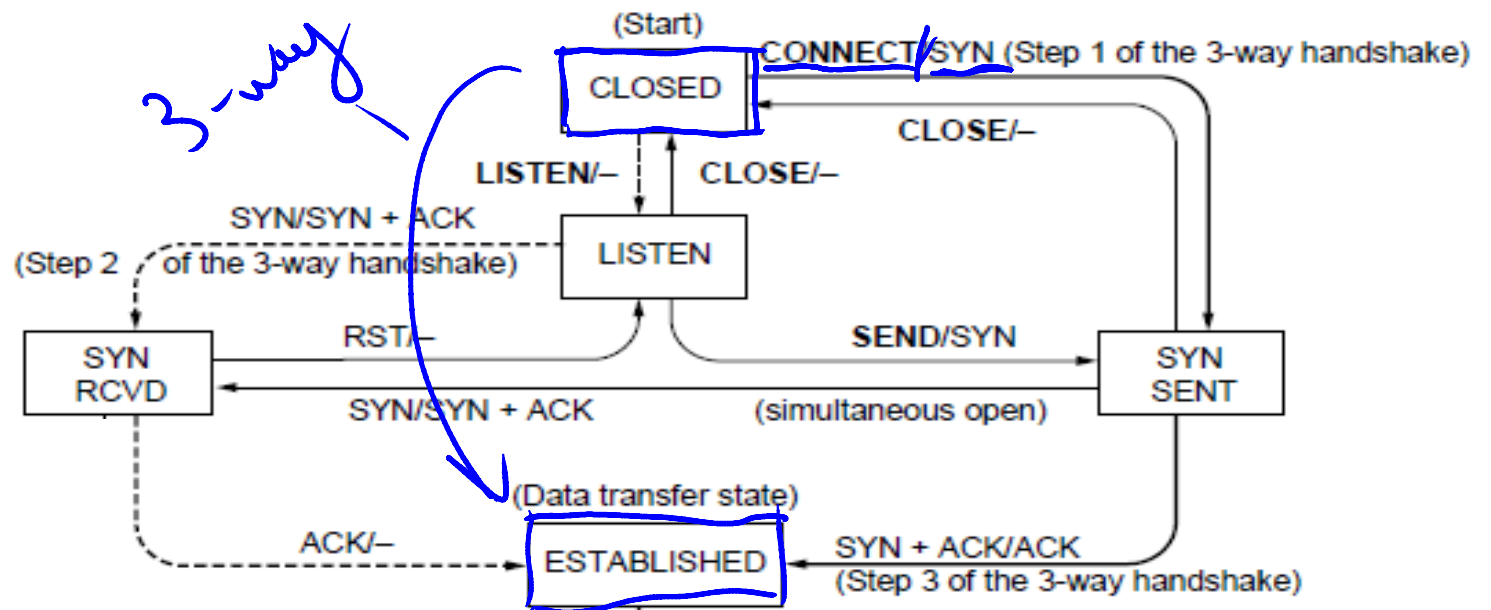 (Start)
CONNECT/SYN (Step 1 of the 3-way handshake)
3-way
CLOSED
CLOSE/–
LISTEN/–
CLOSE/–
SYN/SYN + ACK
(Step 2 of the 3-way handshake)
LISTEN
RST/–
SEND/SYN
SYN
RCVD
SYN
SENT
SYN/SYN + ACK
(simultaneous open)
(Data transfer state)
ACK/–
ESTABLISHED
SYN + ACK/ACK
(Step 3 of the 3-way handshake)